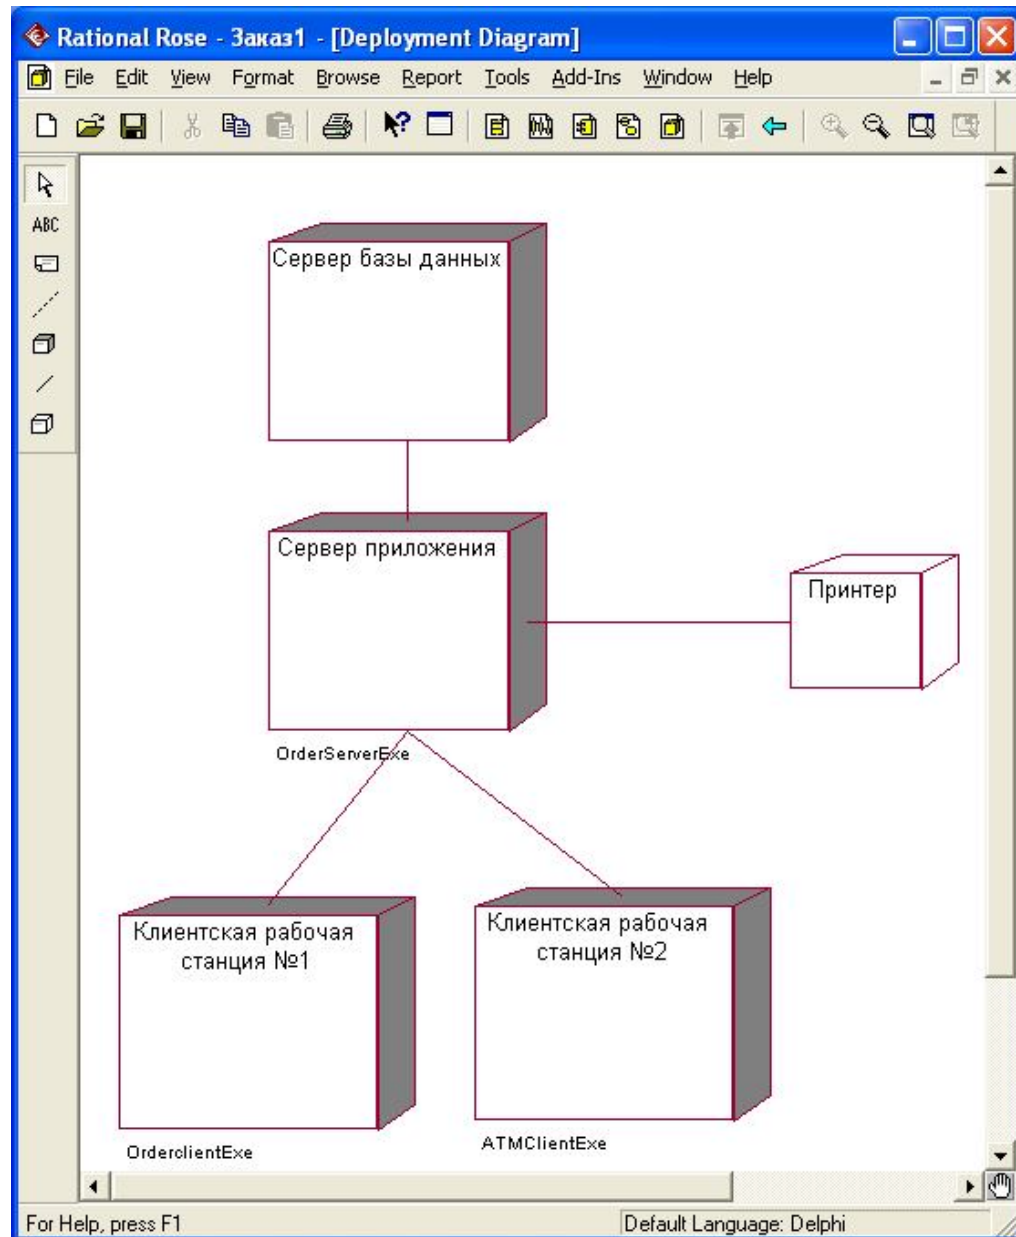 Rational Rose - Заказ1 - [Deployment Diagram]
File Edit View Format Browse Report Tools Add-Ins Window Help
ABC
Сервер базы данных
Сервер приложения
Принтер
OrderServerExe
Клиентская рабочая
станция №1
Клиентская рабочая
станция №2
OrderclientExe
ATMClientExe
For Help, press F1
Default Language: Delphi